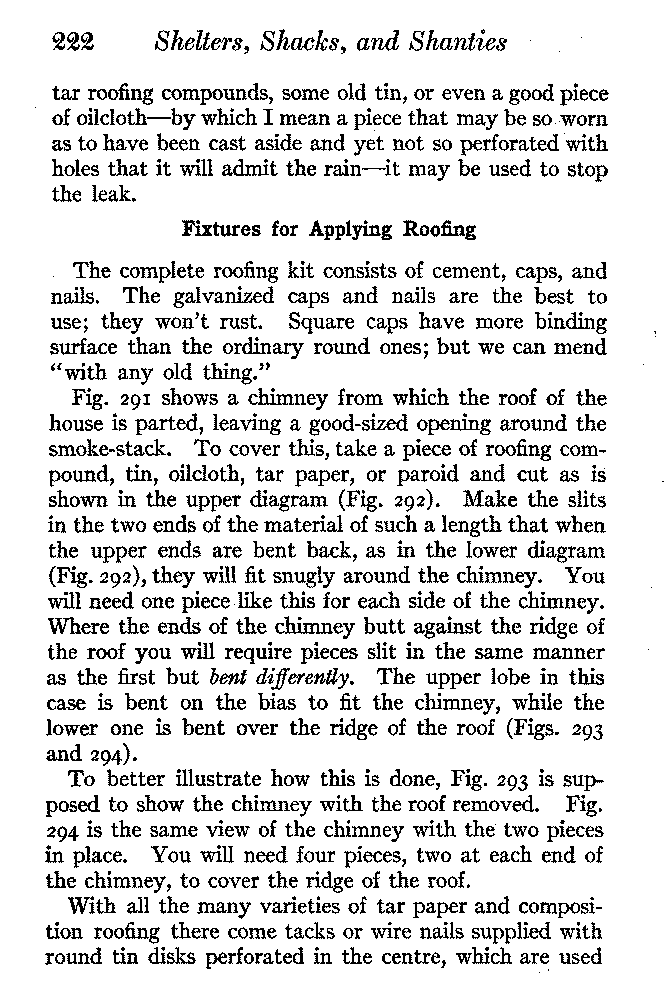 222 Shelters, Shacks, and Shanties
tar roofing compounds, some old tin, or even a good piece
of oilcloth—by which I mean a piece that may be so worn
as to have been cast aside and yet not so perforated with
holes that it will admit the rain—it may be used to stop
the leak.
Fixtures for Applying Roofing
The complete roofing kit consists of cement, caps, and
nails. The galvanized caps and nails are the best to
use; they won't rust. Square caps have more binding
surface than the ordinary round ones; but we can mend
"with any old thing."
Fig. 291 shows a chimney from which the roof of the
house is parted, leaving a good-sized opening around the
smoke-stack. To cover this, take a piece of roofing com-
pound, tin, oilcloth, tar paper, or paroid and cut as is
shown in the upper diagram (Fig. 292). Make the slits
in the two ends of the material of such a length that when
the upper ends are bent back, as in the lower diagram
(Fig. 292), they will fit snugly around the chimney. You
will need one piece like this for each side of the chimney.
Where the ends of the chimney butt against the ridge of
the roof you will require pieces slit in the same manner
as the first but bent differently. The upper lobe in this
case is bent on the bias to fit the chimney, while the
lower one is bent over the ridge of the roof (Figs. 293
and 294).
To better illustrate how this is done, Fig. 293 is sup-
posed to show the chimney with the roof removed. Fig.
294 is the same view of the chimney with the two pieces
in place. You will need four pieces, two at each end of
the chimney, to cover the ridge of the roof.
With all the many varieties of tar paper and composi-
tion roofing there come tacks or wire nails supplied with
round tin disks perforated in the centre, which are used